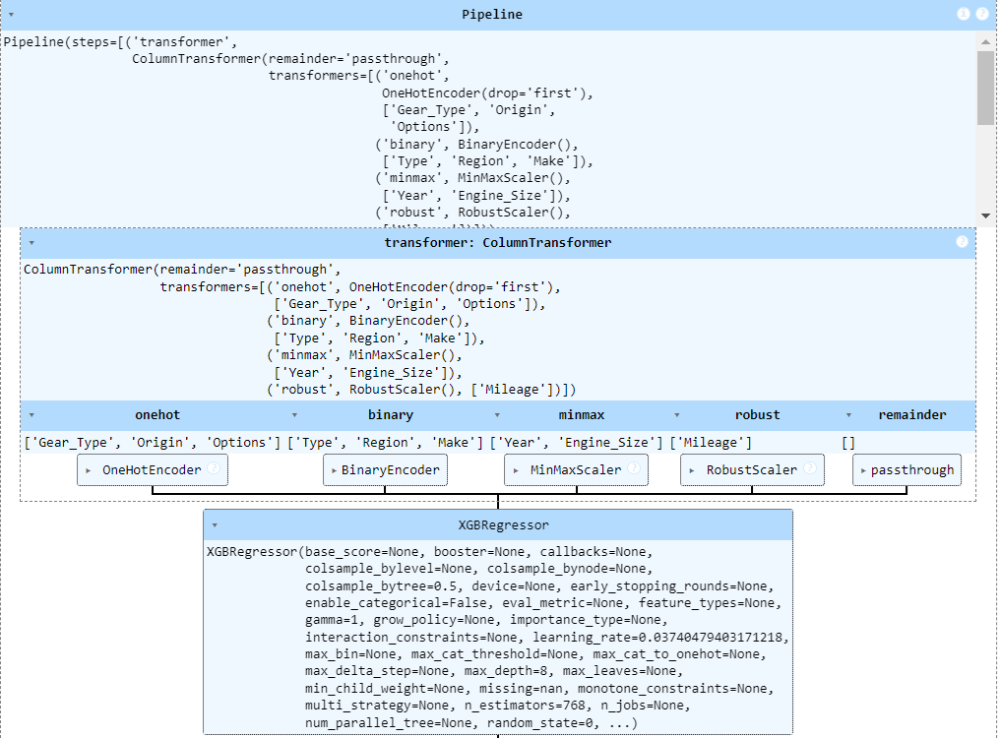 Pipeline
Pipeline(steps=[('transformer',
ColumnTransformer(remainder='passthrough',
transformers=[('onehot',
OneHotEncoder(drop='first'),
['Gear_Type', 'Origin',
'Options']),
('binary', BinaryEncoder(),
['Type', 'Region', 'Make']),
('minmax', MinMaxScaler(),
['Year', 'Engine_Size']),
('robust', RobustScaler(),
transformer: ColumnTransformer
ColumnTransformer(remainder='passthrough',
transformers=[('onehot', OneHotEncoder(drop='first'),
['Gear_Type', 'Origin', 'Options']),
('binary', BinaryEncoder(),
['Type', 'Region', 'Make']),
('minmax', MinMaxScaler(),
['Year', 'Engine_Size']),
('robust', RobustScaler(), ['Mileage'])])
onehot binary minmax robust remainder
['Gear_Type', 'Origin', 'Options'] ['Type', 'Region', 'Make'] ['Year', 'Engine_Size'] ['Mileage'] []
OneHotEncoder ? BinaryEncoder MinMaxScaler ? RobustScaler ? passthrough
XGBRegressor
XGBRegressor(base_score=None, booster=None, callbacks=None,
colsample_bylevel=None, colsample_bynode=None,
colsample_bytree=0.5, device=None, early_stopping_rounds=None,
enable_categorical=False, eval_metric=None, feature_types=None,
gamma=1, grow_policy=None, importance_type=None,
interaction_constraints=None, learning_rate=0.03740479403171218,
max_bin=None, max_cat_threshold=None, max_cat_to_onehot=None,
max_delta_step=None, max_depth=8, max_leaves=None,
min_child_weight=None, missing=nan, monotone_constraints=None,
multi_strategy=None, n_estimators=768, n_jobs=None,
num_parallel_tree=None, random_state=0, ...)